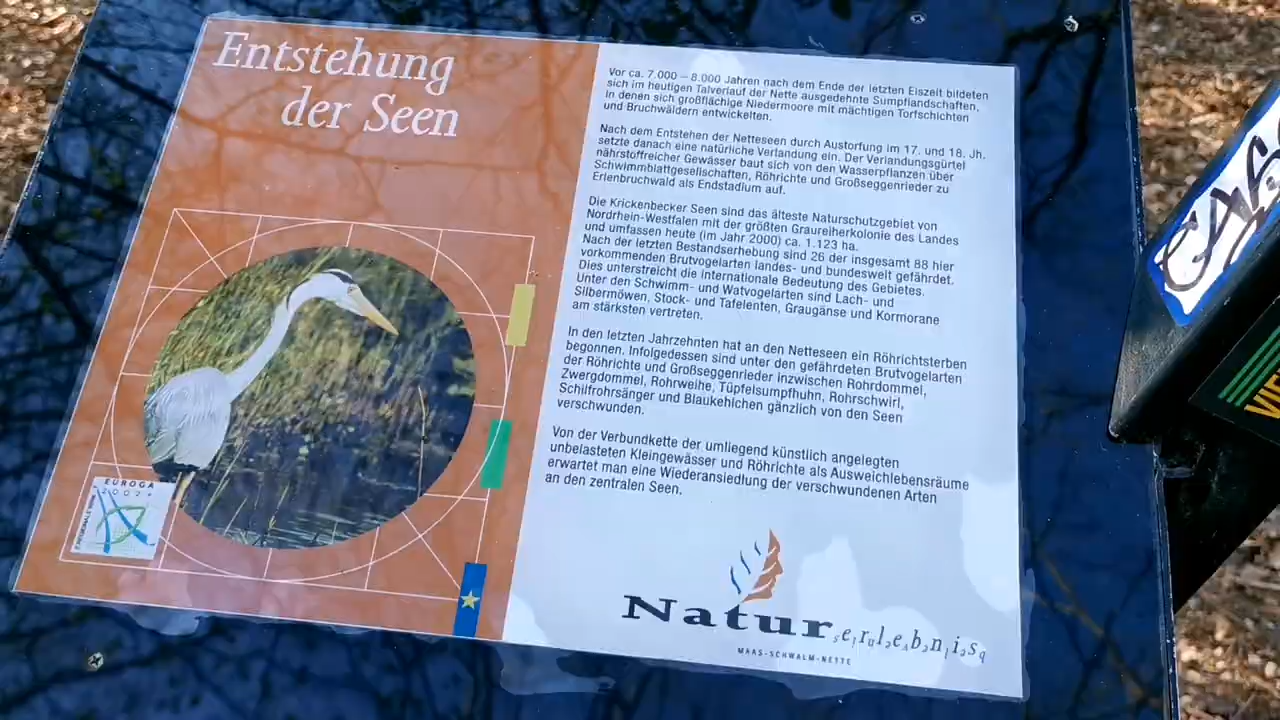 Entstehung
der Seen
Vor ca. 7.000 – 8.000 Jahren nach dem Ende der letzten Eiszeit bildeten
sich im heutigen Talverlauf der Nette ausgedehnte Sumpflandschaften,
in denen sich großflächige Niedermoore mit mächtigen Torfschichten
und Bruchwäldern entwickelten.
Nach dem Entstehen der Netteseen durch Austorfung im 17. und 18. Jh.
setzte danach eine natürliche Verlandung ein. Der Verlandungsgürtel
nährstoffreicher Gewässer baut sich von den Wasserpflanzen über
Schwimmblattgesellschaften, Röhrichte und Großseggenrieder zu
Erlenbruchwald als Endstadium auf.
Die Krickenbecker Seen sind das älteste Naturschutzgebiet von
Nordrhein-Westfalen mit der größten Graureiherkolonie des Landes
und umfassen heute (im Jahr 2000) ca. 1.123 ha.
Nach der letzten Bestandserhebung sind 26 der insgesamt 88 hier
vorkommenden Brutvogelarten landes- und bundesweit gefährdet.
Dies unterstreicht die internationale Bedeutung des Gebietes.
Unter den Schwimm- und Watvogelarten sind Lach- und
Silbermöwen, Stock- und Tafelenten, Graugänse und Kormorane
am stärksten vertreten.
In den letzten Jahrzehnten hat an den Netteseen ein Röhrichtsterben
begonnen. Infolgedessen sind unter den gefährdeten Brutvogelarten
der Röhrichte und Großseggenrieder inzwischen Rohrdommel,
Zwergdommel, Rohrweihe, Tüpfelsumpfhuhn, Rohrschwirl,
Schilfrohrsänger und Blaukehlchen gänzlich von den Seen
verschwunden.
Von der Verbundkette der umliegend künstlich angelegten
unbelasteten Kleingewässer und Röhrichte als Ausweichlebensräume
erwartet man eine Wiederansiedlung der verschwundenen Arten
an den zentralen Seen.
EUROGA
2002+
Natur erlebnis
MAAS-SCHWALM-NETTE